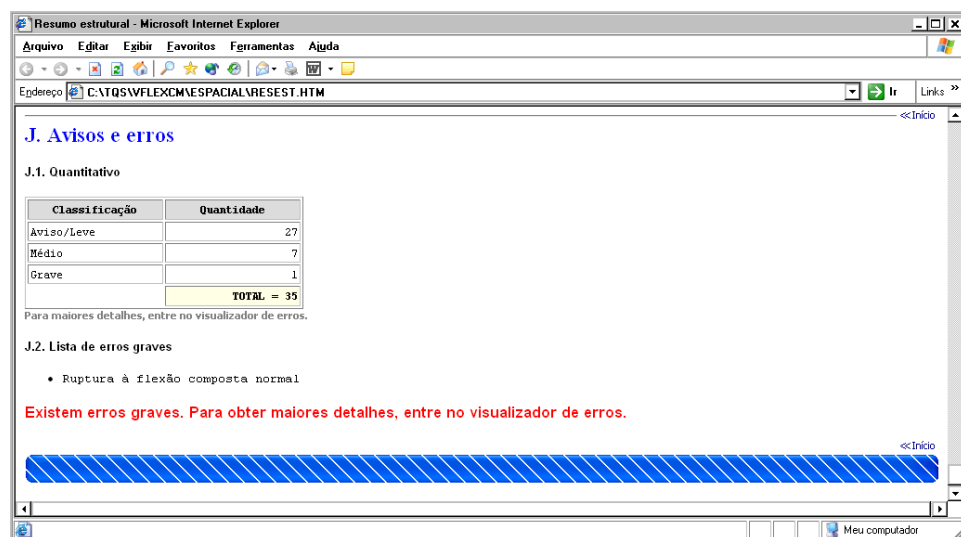 Resumo estrutural - Microsoft Internet Explorer
Arquivo Editar Exibir Favoritos Ferramentas Ajuda
Endereço C:\TQS\VFLEXCM\ESPACIAL\RESEST.HTM Ir Links »
<<Início
J. Avisos e erros
J.1. Quantitativo
Classificação Quantidade
Aviso/Leve 27
Médio 7
Grave 1
TOTAL = 35
Para maiores detalhes, entre no visualizador de erros.
J.2. Lista de erros graves
• Ruptura à flexão composta normal
Existem erros graves. Para obter maiores detalhes, entre no visualizador de erros.
<<Início
Meu computador